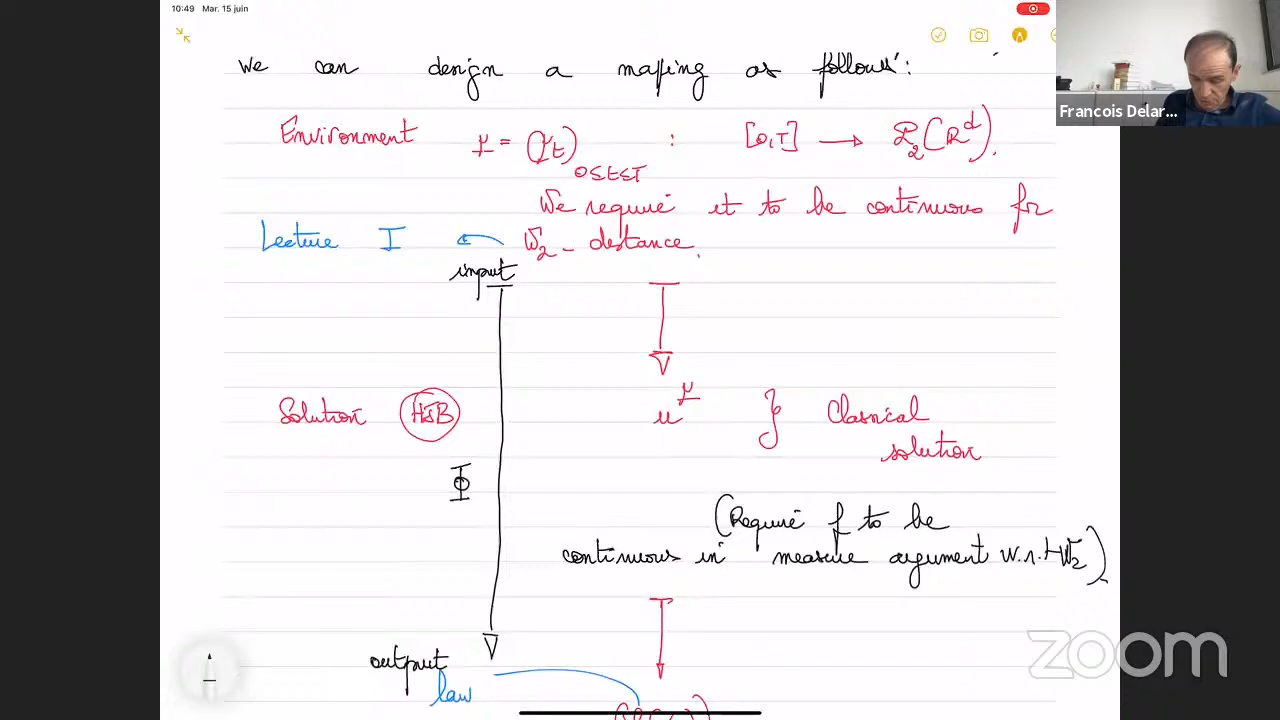 10:49 Mar. 15 juin
We can design a mapping as follows:
Francois Delar...
Environment μ = (μt) 0≤t≤T : [0,T] → P2(Rd).
We require it to be continuous for
Lecture I ← W2 - distance.
input
Solution HJB uμ } Classical
solution
Φ
(Require f to be
continuous in measure argument w.r.t W2)
output
law
zoom